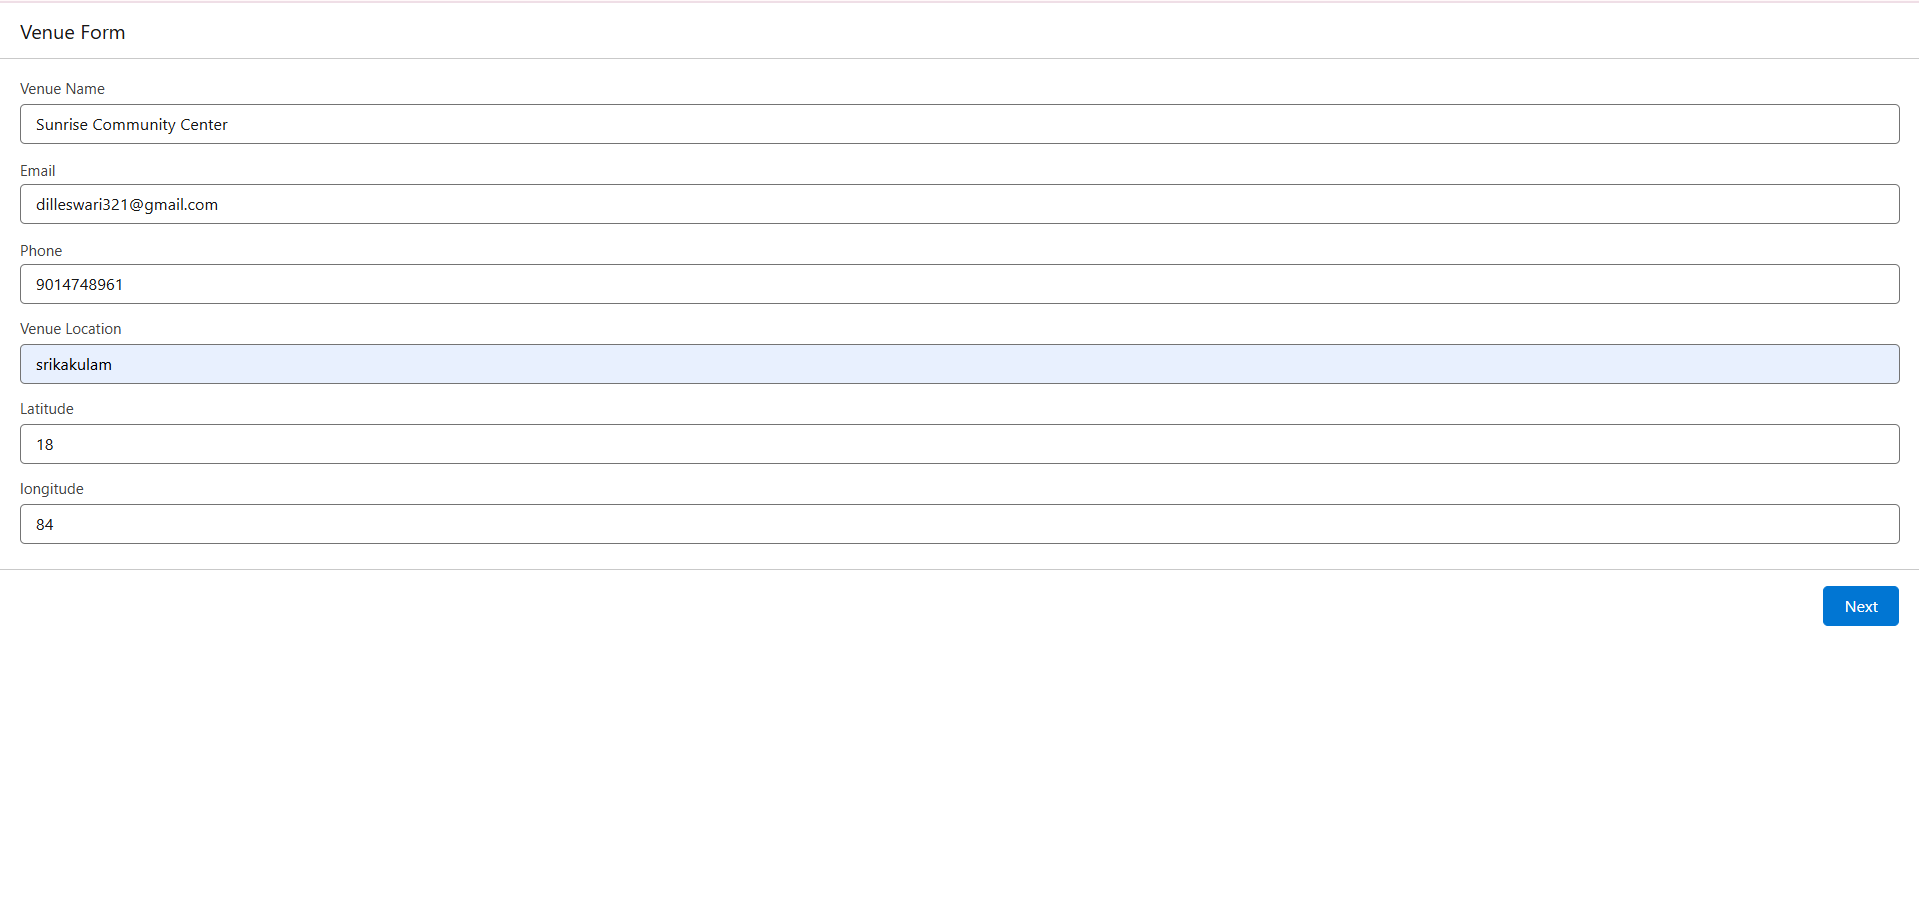 Venue Form
Venue Name
Sunrise Community Center
Email
dilleswari321@gmail.com
Phone
9014748961
Venue Location
srikakulam
Latitude
18
longitude
84
Next